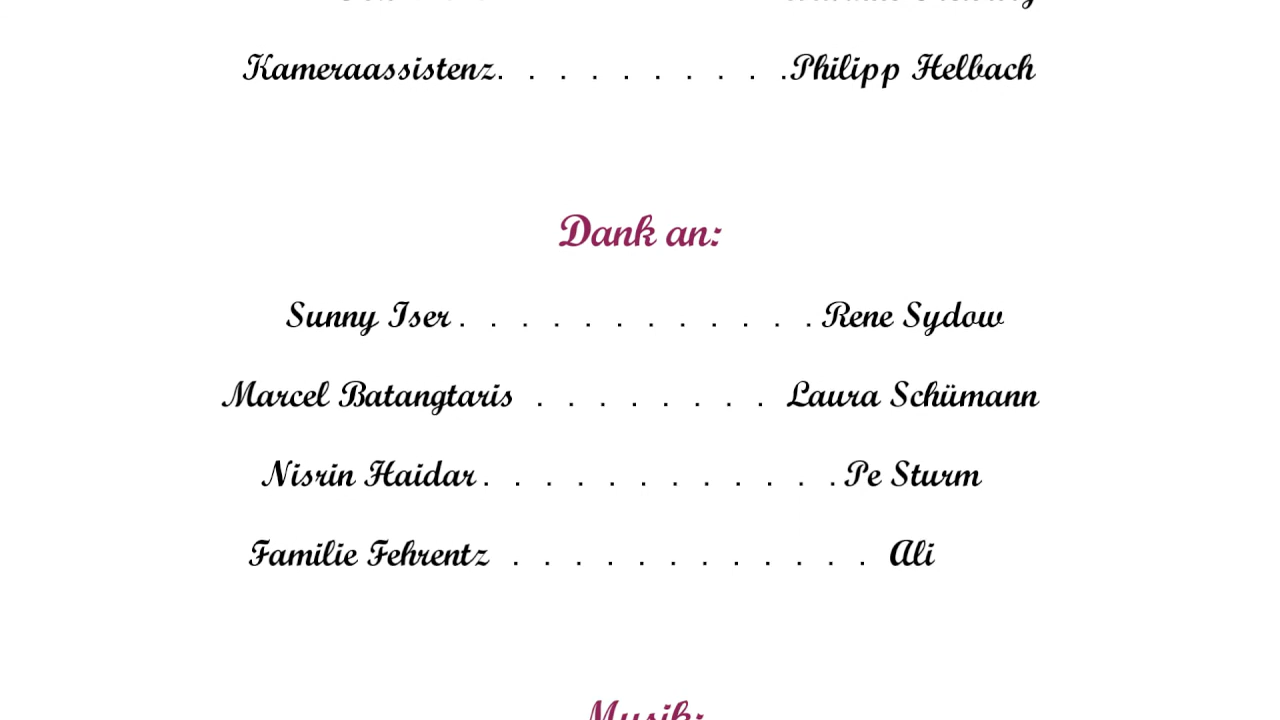 Kameraassistenz. . . . . . . . . .Philipp Helbach
Dank an:
Sunny Iser . . . . . . . . . . . . Rene Sydow
Marcel Batangtaris . . . . . . . . Laura Schümann
Nisrin Haidar . . . . . . . . . . . . Pe Sturm
Familie Fehrentz . . . . . . . . . . . . Ali
Musik: